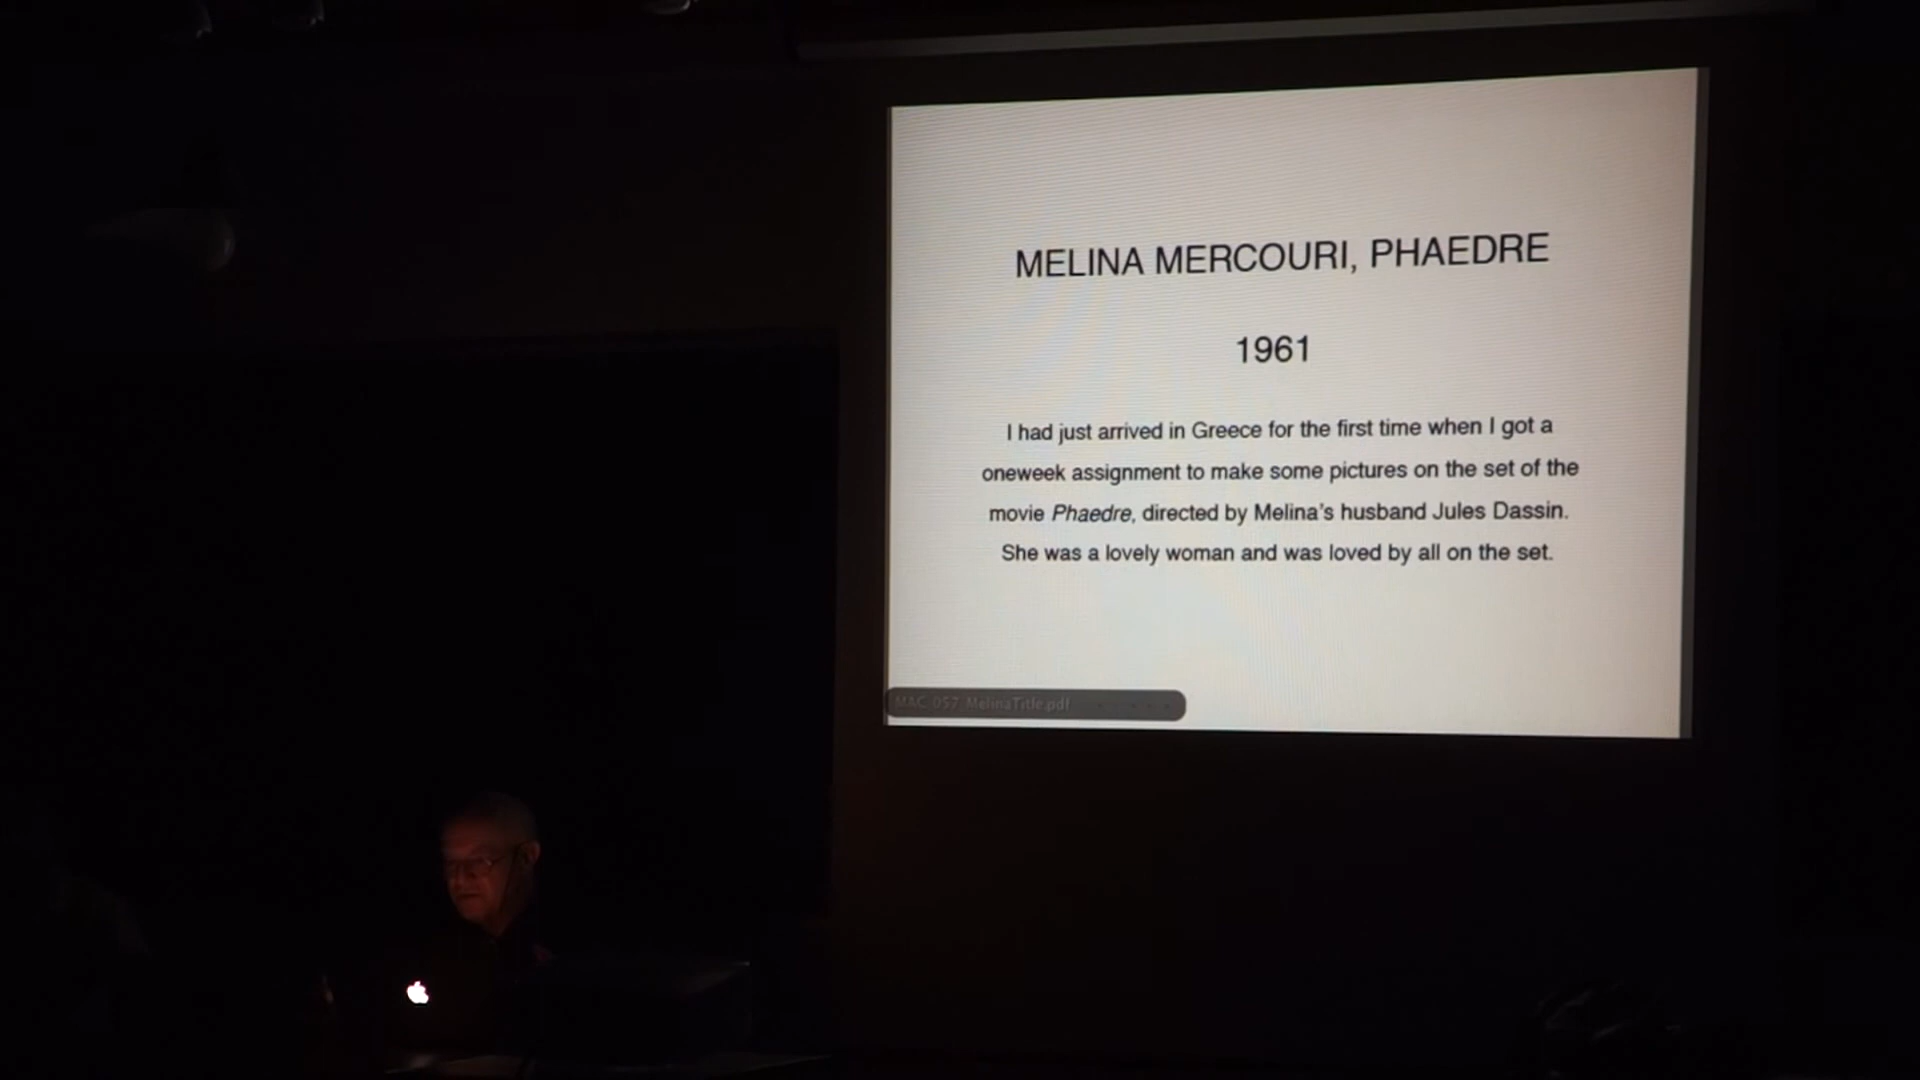 MELINA MERCOURI, PHAEDRE
1961
I had just arrived in Greece for the first time when I got a
oneweek assignment to make some pictures on the set of the
movie Phaedre, directed by Melina's husband Jules Dassin.
She was a lovely woman and was loved by all on the set.
MAC_057_MelinaTitle.pdf